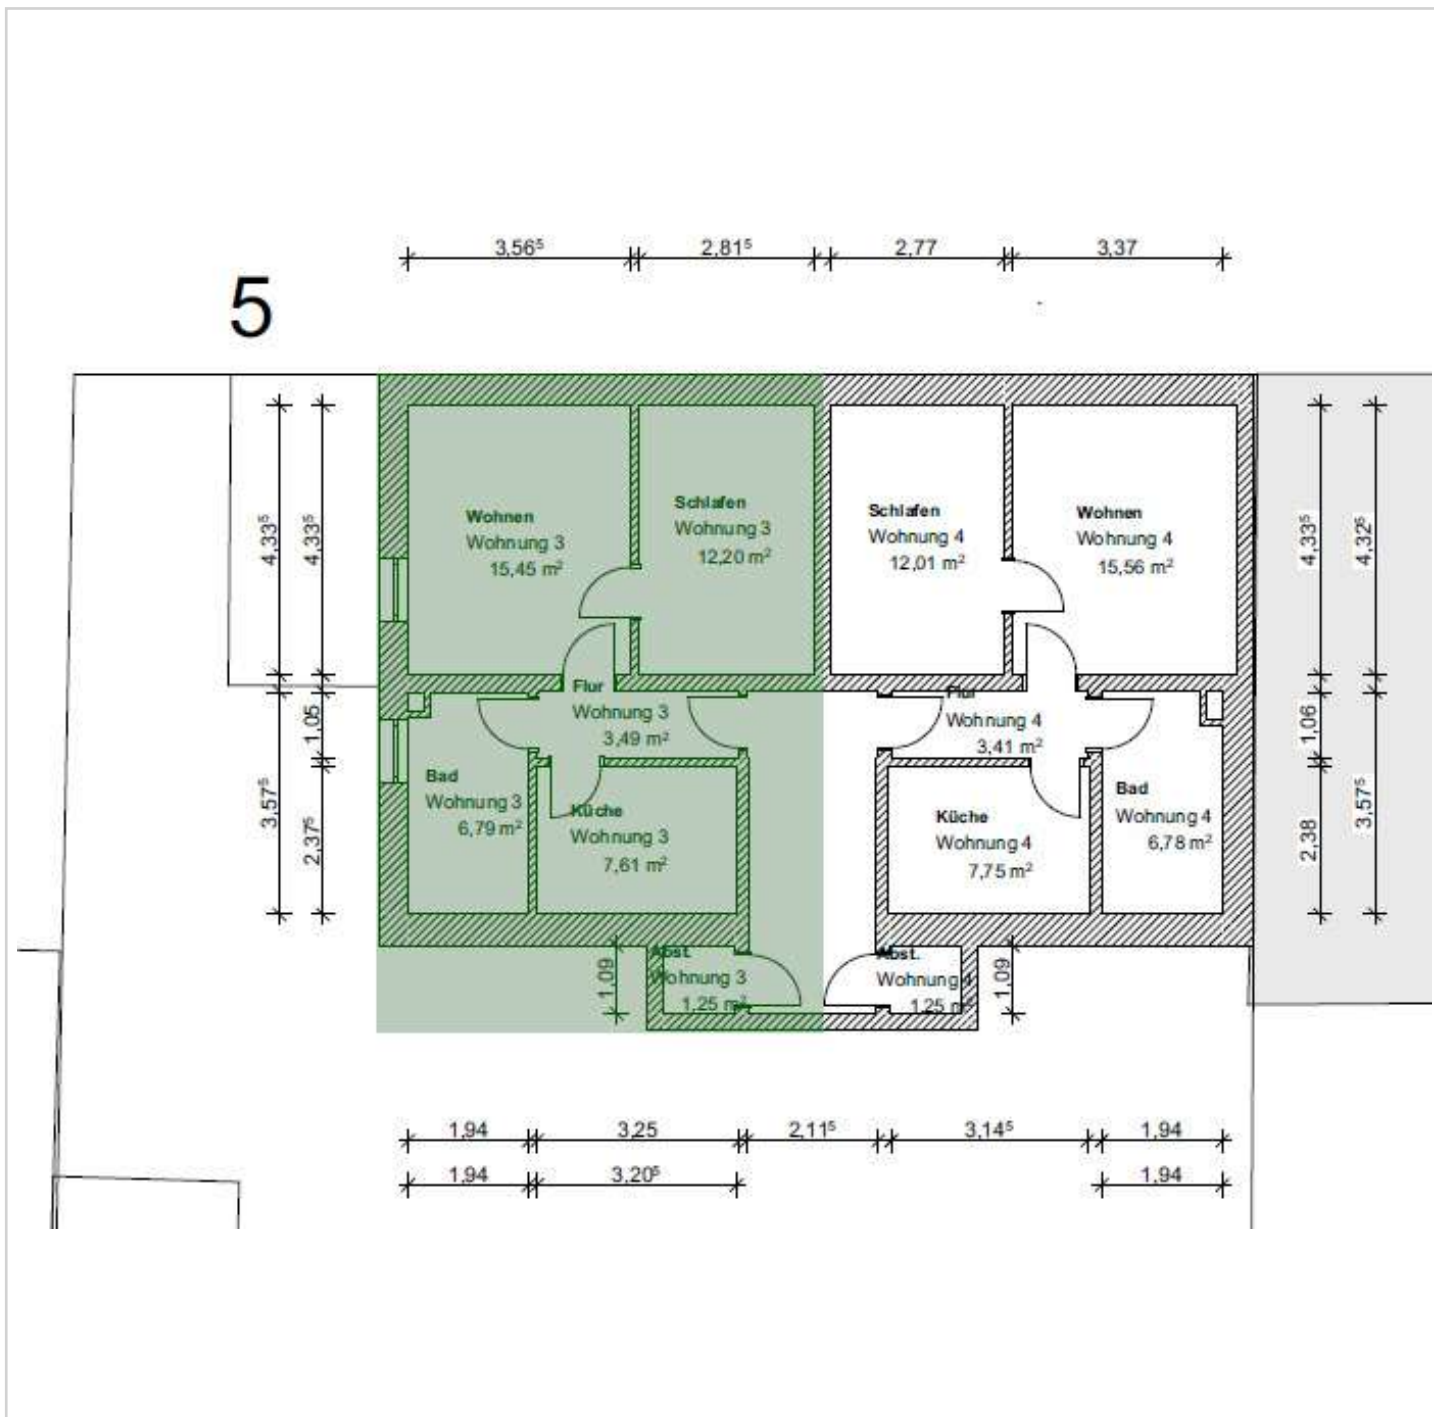 3,56⁵ 2,81⁵ 2,77 3,37
5
4,33⁵ 4,33⁵
Wohnen
Wohnung 3
15,45 m²
Schlafen
Wohnung 3
12,20 m²
Schlafen
Wohnung 4
12,01 m²
Wohnen
Wohnung 4
15,56 m²
4,33⁵ 4,32⁵
3,57⁵ 1,05
2,37⁵
Flur
Wohnung 3
3,49 m²
Flur
Wohnung 4
3,41 m²
Bad
Wohnung 3
6,79 m²
Küche
Wohnung 3
7,61 m²
Küche
Wohnung 4
7,75 m²
Bad
Wohnung 4
6,78 m²
1,06
2,38
3,57⁵
1,09
Abst.
Wohnung 3
1,25 m²
Abst.
Wohnung 4
1,25 m²
1,09
1,94 3,25 2,11⁵ 3,14⁵ 1,94
1,94 3,20⁵ 1,94